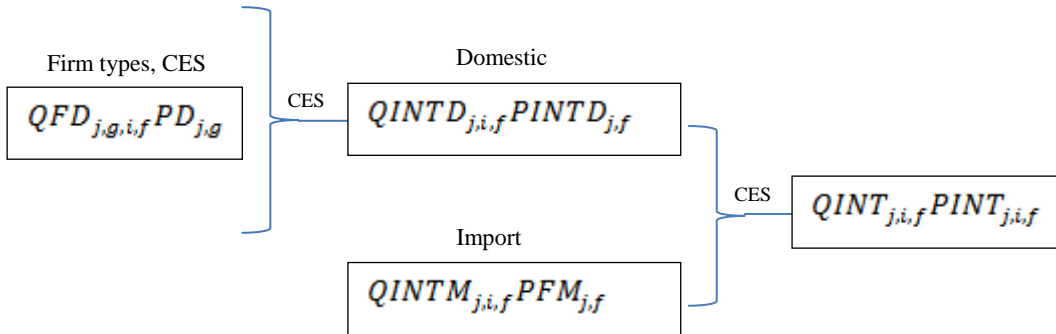 Firm types, CES
QFD_{j,g,i,f}PD_{j,g}
CES
Domestic
QINTD_{j,i,f}PINTD_{j,f}
Import
QINTM_{j,i,f}PFM_{j,f}
CES
QINT_{j,i,f}PINT_{j,i,f}